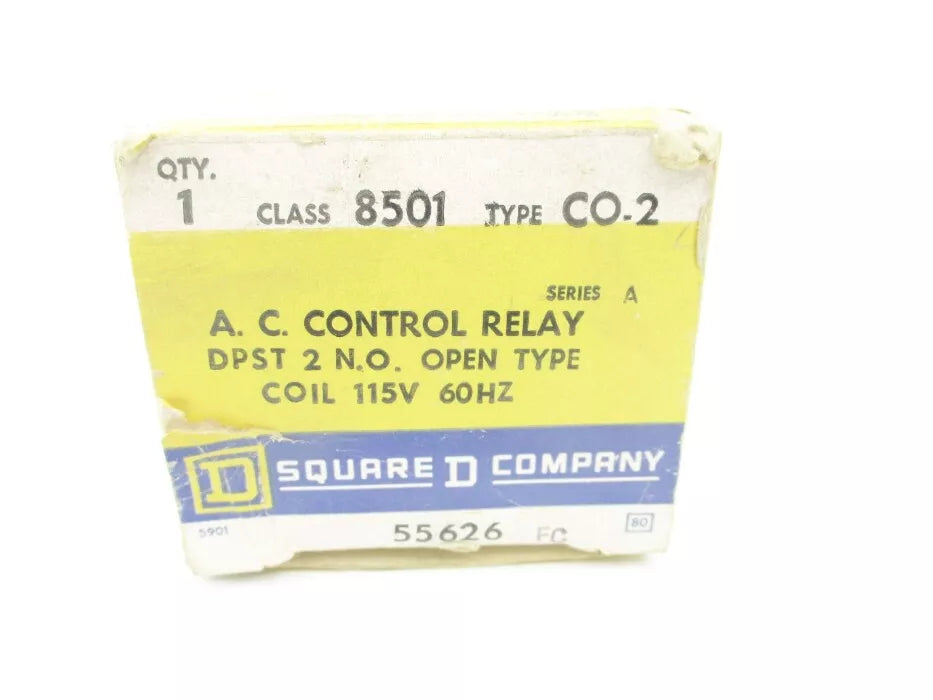 QTY.
1 CLASS 8501 TYPE CO-2
SERIES A
A. C. CONTROL RELAY
DPST 2 N.O. OPEN TYPE
COIL 115V 60HZ
D SQUARE D COMPANY
5901 55626 FC 80